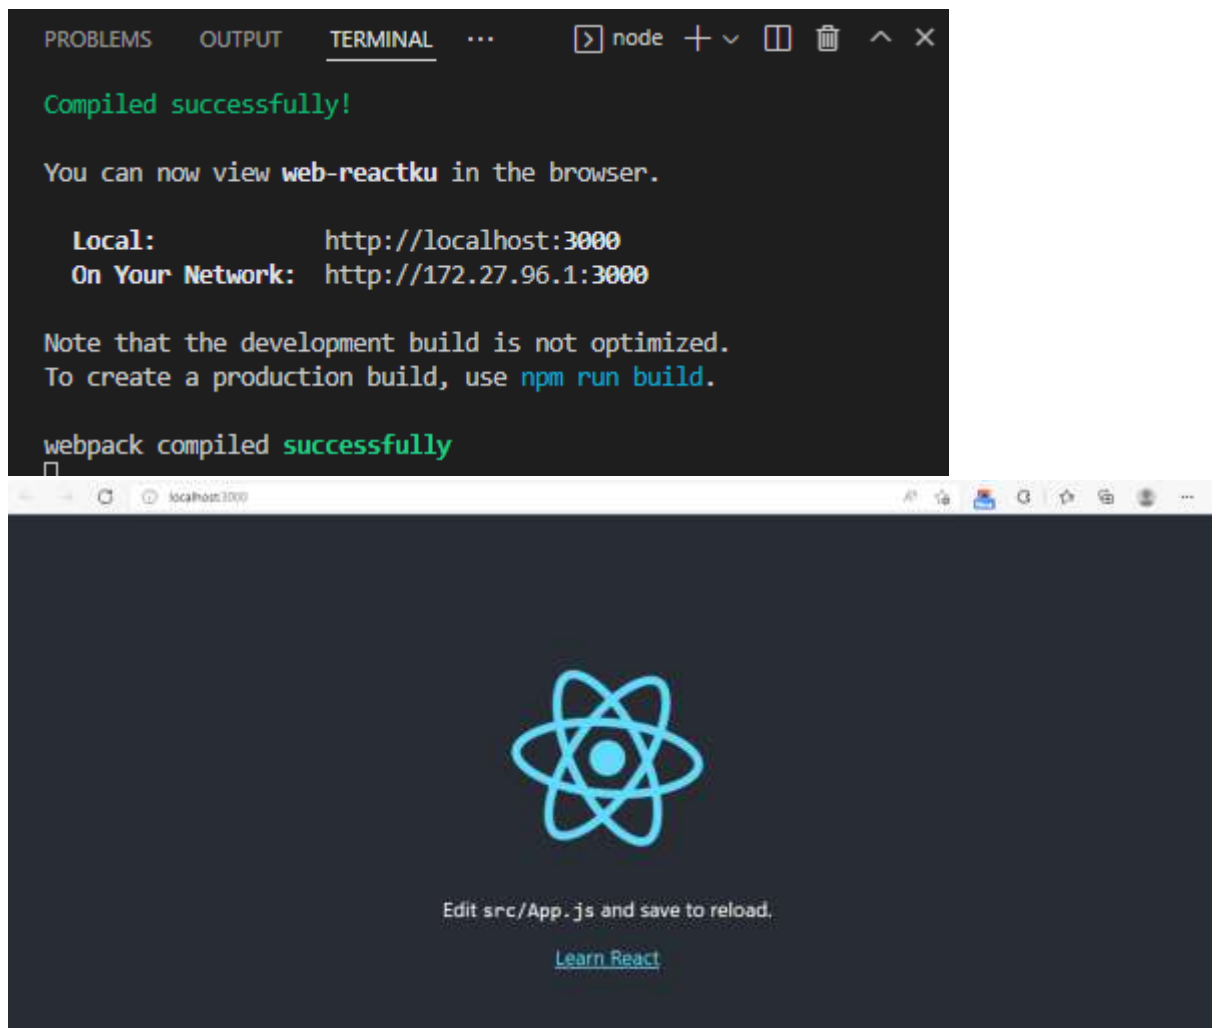 PROBLEMS OUTPUT TERMINAL ··· node
Compiled successfully!
You can now view web-reactku in the browser.
Local: http://localhost:3000
On Your Network: http://172.27.96.1:3000
Note that the development build is not optimized.
To create a production build, use npm run build.
webpack compiled successfully
localhost:3000
Edit src/App.js and save to reload.
Learn React